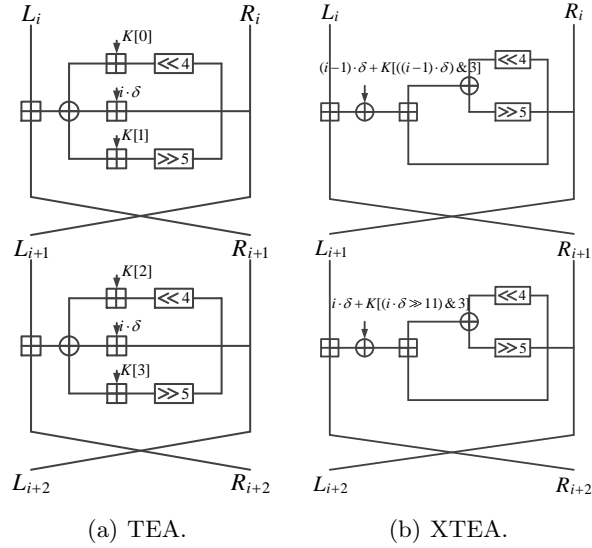 L_i R_i
K[0]
≪4
i·δ
K[1]
≫5
L_{i+1} R_{i+1}
K[2]
≪4
i·δ
K[3]
≫5
L_{i+2} R_{i+2}
(a) TEA.
L_i R_i
(i−1)·δ+K[((i−1)·δ)&3]
≪4
≫5
L_{i+1} R_{i+1}
i·δ+K[(i·δ≫11)&3]
≪4
≫5
L_{i+2} R_{i+2}
(b) XTEA.